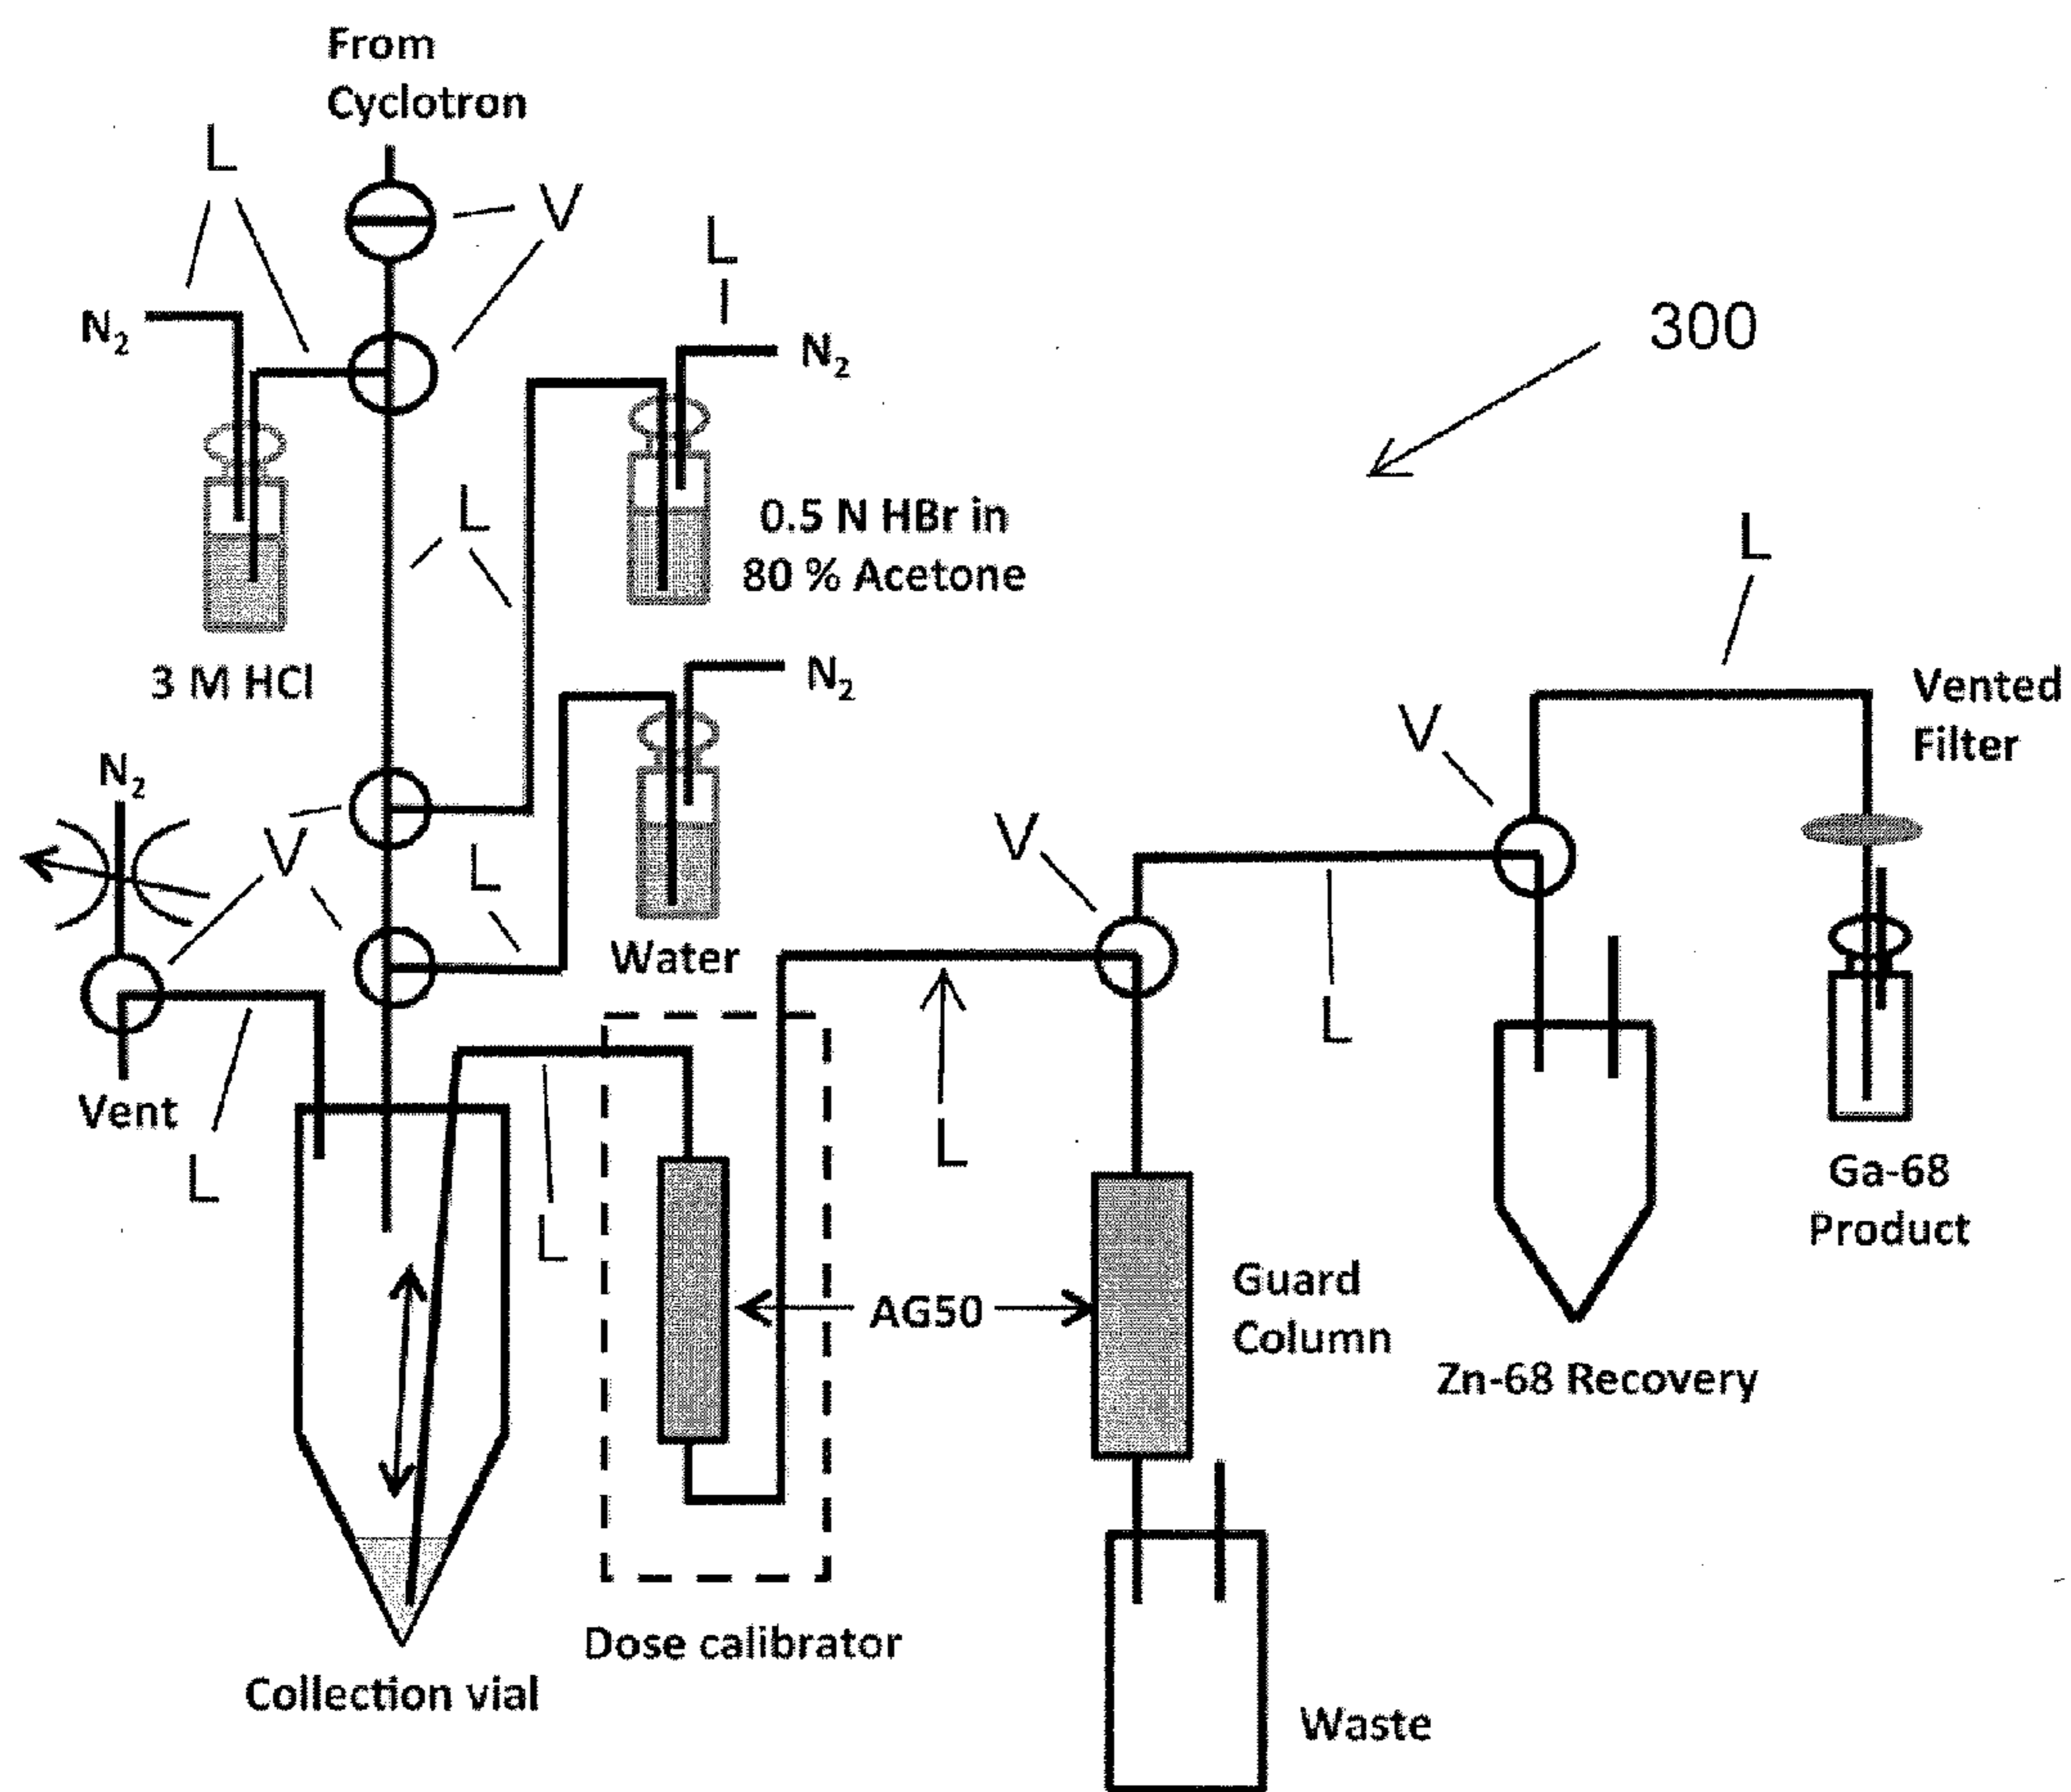 From
Cyclotron
L
V
L
N₂
N₂
300
L
0.5 N HBr in
80 % Acetone
L
3 M HCl
N₂
Vented
Filter
V
N₂
V
V
L
Water
L
Vent
L
L
L
Ga-68
Product
L
AG50
Guard
Column
Zn-68 Recovery
Dose calibrator
Collection vial
Waste